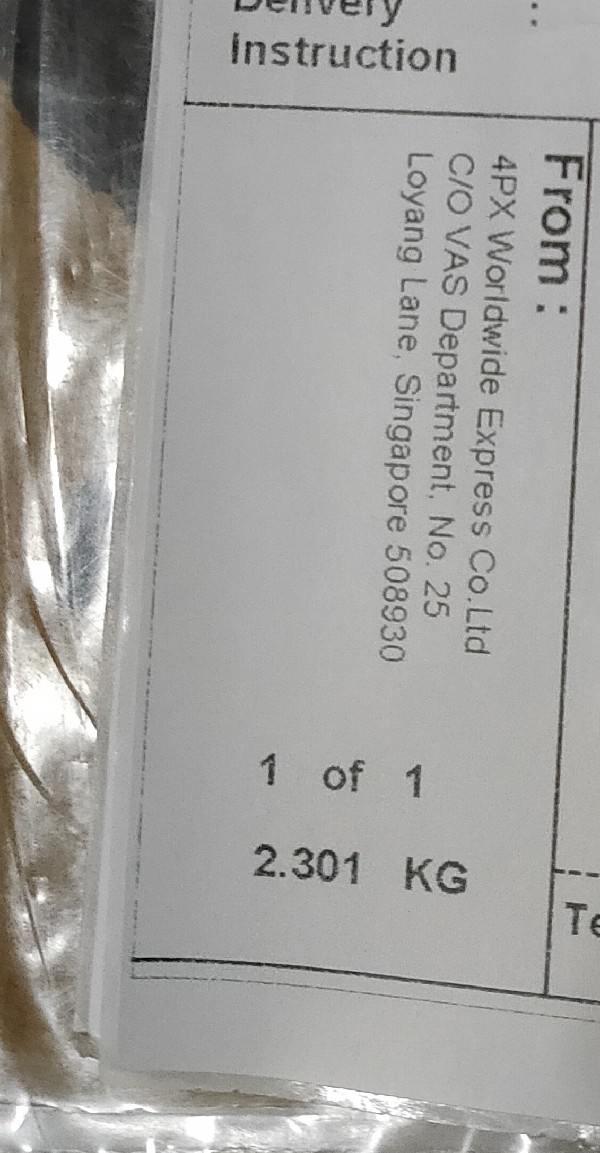 Delivery :
Instruction
From :
4PX Worldwide Express Co.Ltd
C/O VAS Department, No. 25
Loyang Lane, Singapore 508930
1 of 1
2.301 KG